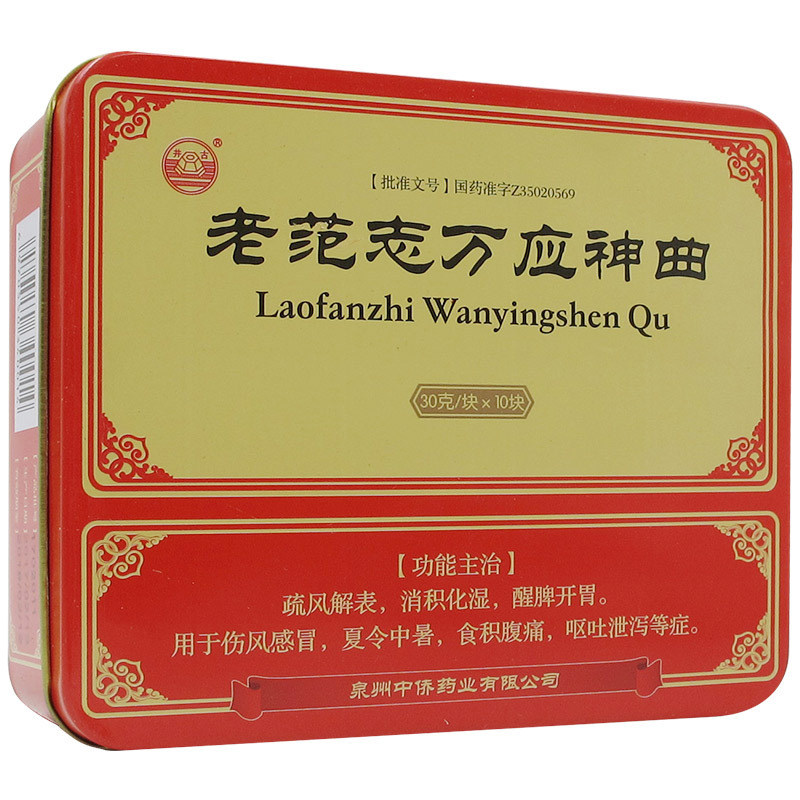 井古®
【批准文号】国药准字Z35020569
老范志万应神曲
Laofanzhi Wanyingshen Qu
30克/块×10块
【功能主治】
疏风解表，消积化湿，醒脾开胃。
用于伤风感冒，夏令中暑，食积腹痛，呕吐泄泻等症。
泉州中侨药业有限公司